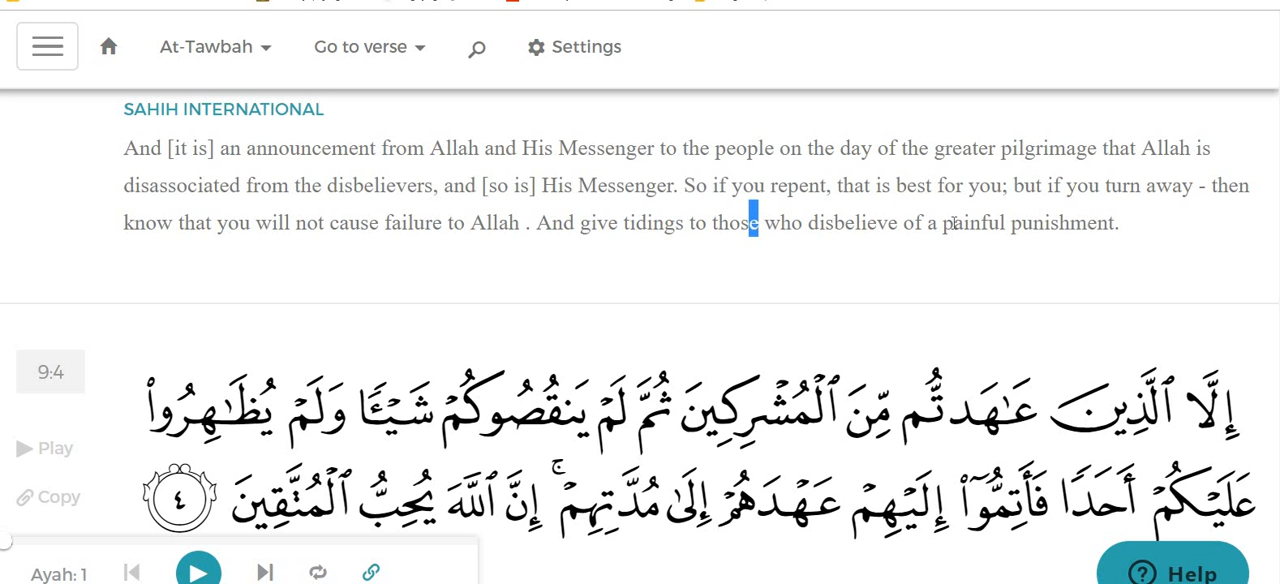 At-Tawbah
Go to verse
Settings
SAHIH INTERNATIONAL
And [it is] an announcement from Allah and His Messenger to the people on the day of the greater pilgrimage that Allah is
disassociated from the disbelievers, and [so is] His Messenger. So if you repent, that is best for you; but if you turn away - then
know that you will not cause failure to Allah . And give tidings to those who disbelieve of a painful punishment.
9:4
إِلَّا ٱلَّذِينَ عَـٰهَدتُّم مِّنَ ٱلْمُشْرِكِينَ ثُمَّ لَمْ يَنقُصُوكُمْ شَيْـًٔا وَلَمْ يُظَـٰهِرُوا۟
عَلَيْكُمْ أَحَدًا فَأَتِمُّوٓا۟ إِلَيْهِمْ عَهْدَهُمْ إِلَىٰ مُدَّتِهِمْ ۚ إِنَّ ٱللَّهَ يُحِبُّ ٱلْمُتَّقِينَ ٤
Play
Copy
Ayah: 1
Help